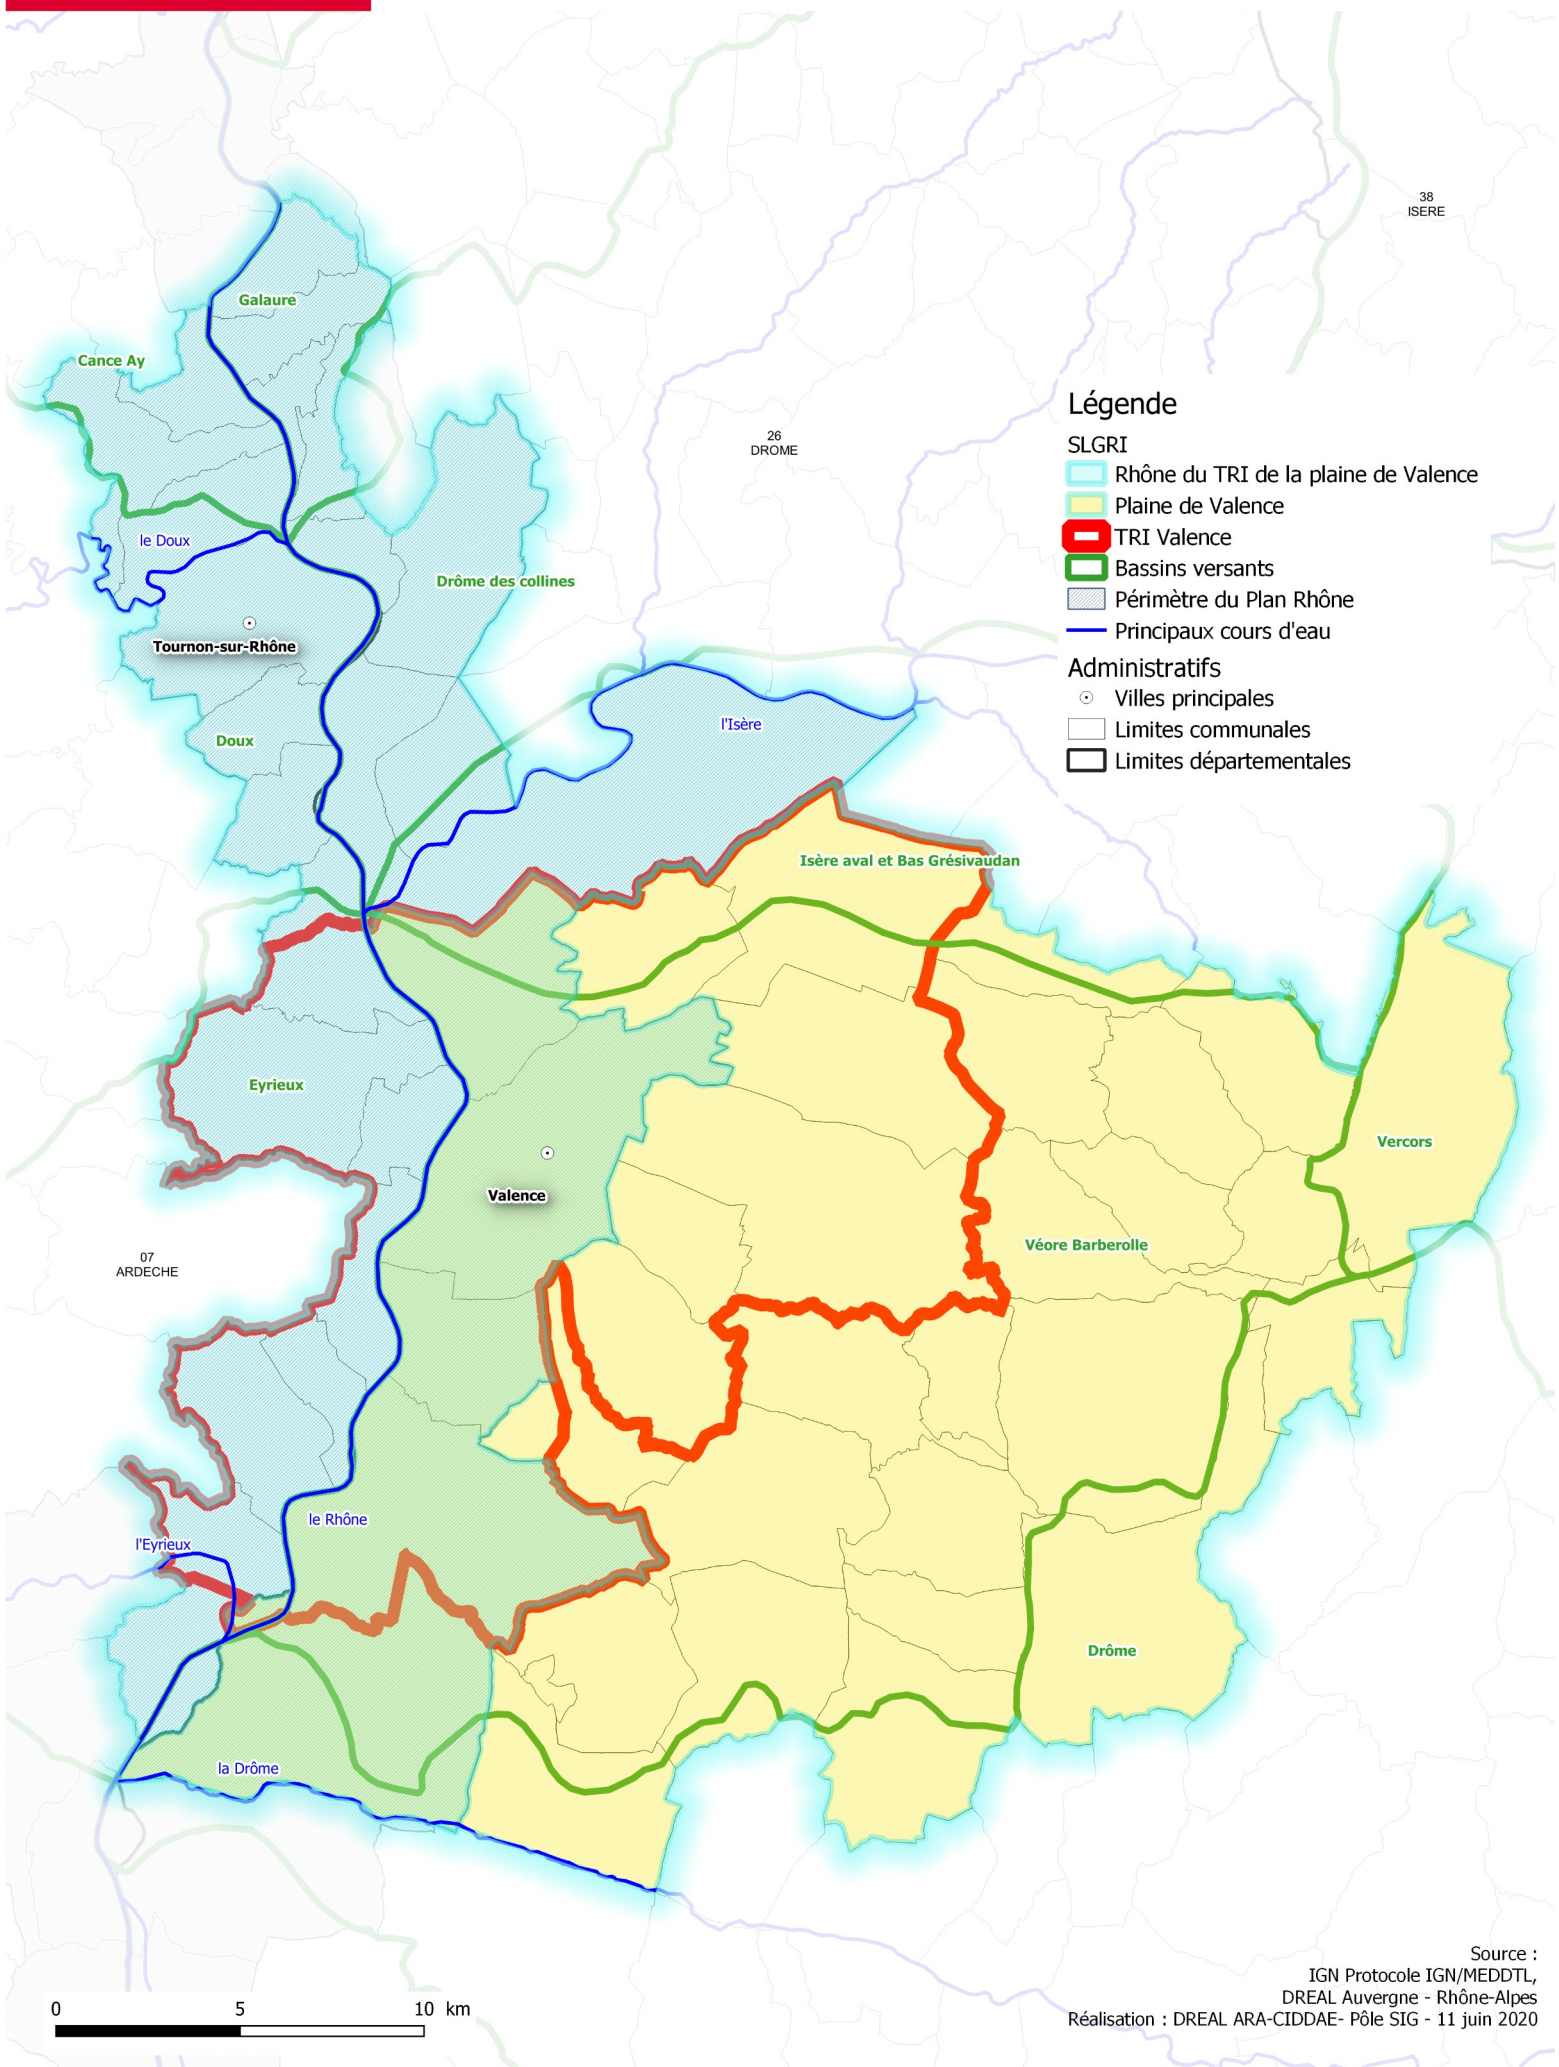 38
ISERE
Galaure
Cance Ay
Légende
SLGRI
Rhône du TRI de la plaine de Valence
Plaine de Valence
TRI Valence
Bassins versants
Périmètre du Plan Rhône
Principaux cours d'eau
Administratifs
Villes principales
Limites communales
Limites départementales
26
DROME
le Doux
Drôme des collines
Tournon-sur-Rhône
l'Isère
Doux
Isère aval et Bas Grésivaudan
Eyrieux
Vercors
Valence
Véore Barberolle
07
ARDECHE
le Rhône
l'Eyrieux
Drôme
la Drôme
Source :
IGN Protocole IGN/MEDDTL,
DREAL Auvergne - Rhône-Alpes
Réalisation : DREAL ARA-CIDDAE- Pôle SIG - 11 juin 2020
0 5 10 km